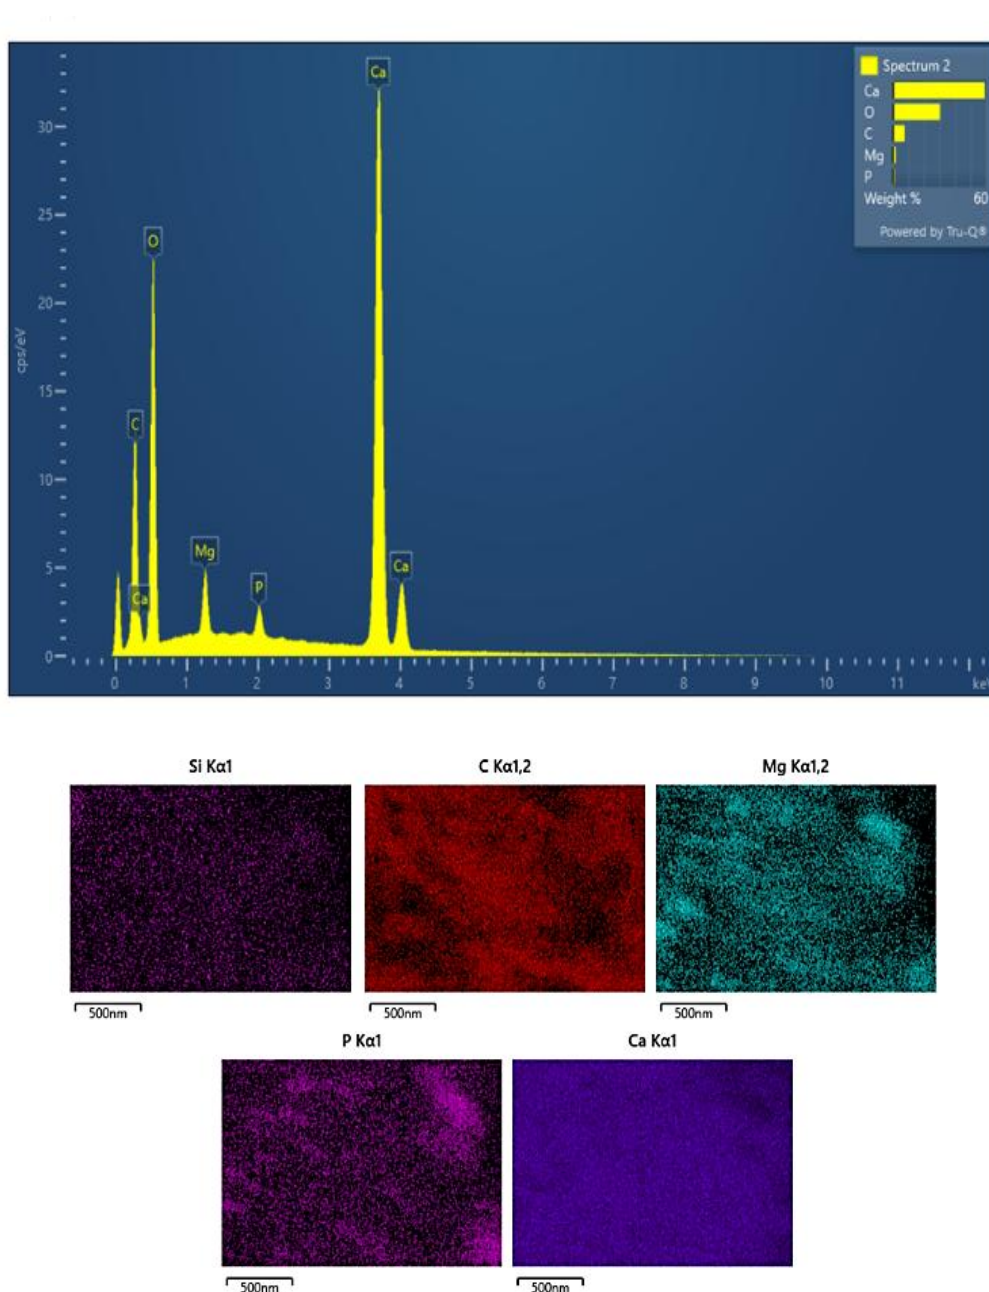 Ca
Spectrum 2
Ca
O
C
Mg
P
Weight % 60
Powered by Tru-Q®
30
25
O
20
cps/eV
15
C
10
Mg
5
Ca
P
Ca
0
0 1 2 3 4 5 6 7 8 9 10 11 keV
Si Kα1
C Kα1,2
Mg Kα1,2
500nm
500nm
500nm
P Kα1
Ca Kα1
500nm
500nm